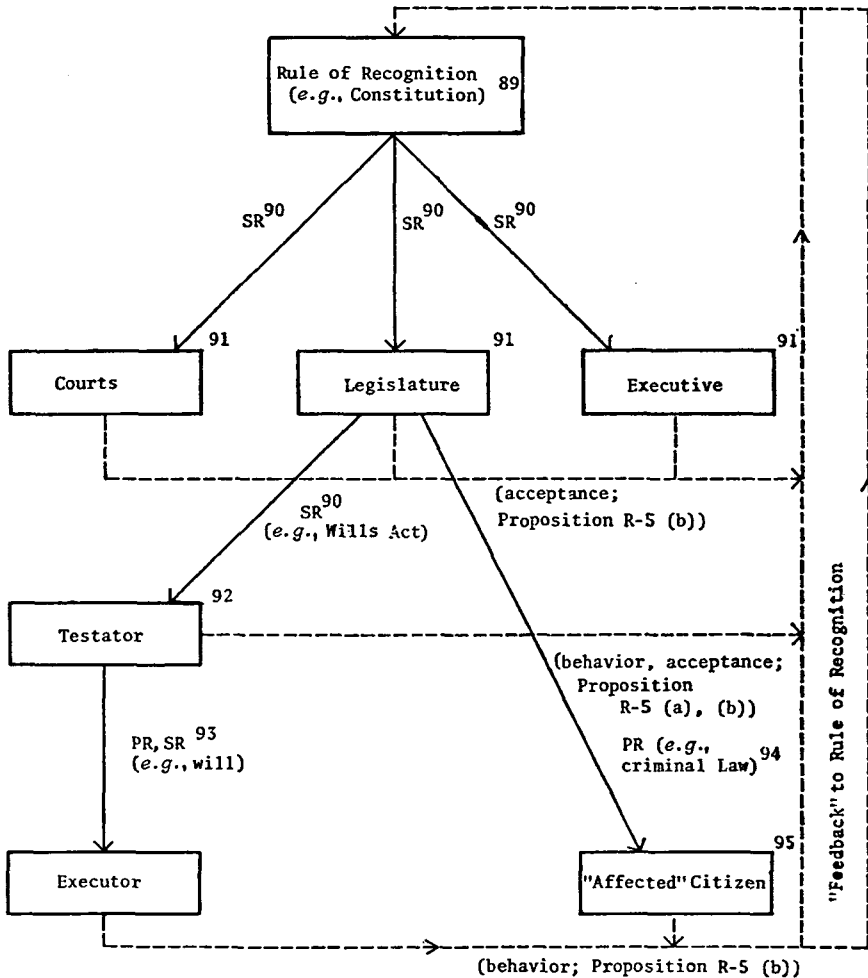 Rule of Recognition 89
(e.g., Constitution)
SR90
SR90
SR90
91
91
91
Courts
Legislature
Executive
(acceptance;
Proposition R-5 (b))
SR90
(e.g., Wills Act)
92
Testator
(behavior, acceptance;
Proposition
R-5 (a), (b))
PR, SR 93
(e.g., will)
PR (e.g.,
criminal Law)94
95
Executor
"Affected" Citizen
(behavior; Proposition R-5 (b))
"Feedback" to Rule of Recognition